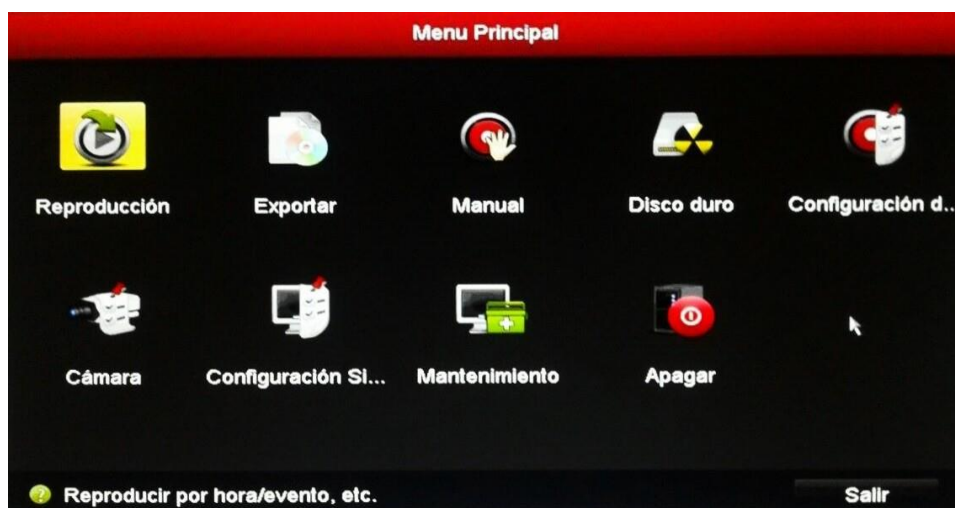 Menu Principal
Reproducción Exportar Manual Disco duro Configuración d..
Cámara Configuración Si... Mantenimiento Apagar
Reproducir por hora/evento, etc. Salir